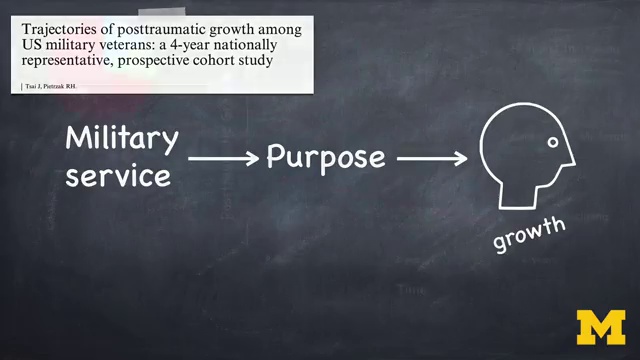 Trajectories of posttraumatic growth among
US military veterans: a 4-year nationally
representative, prospective cohort study
Tsai J, Pietrzak RH.
Military
service
Purpose
growth
M